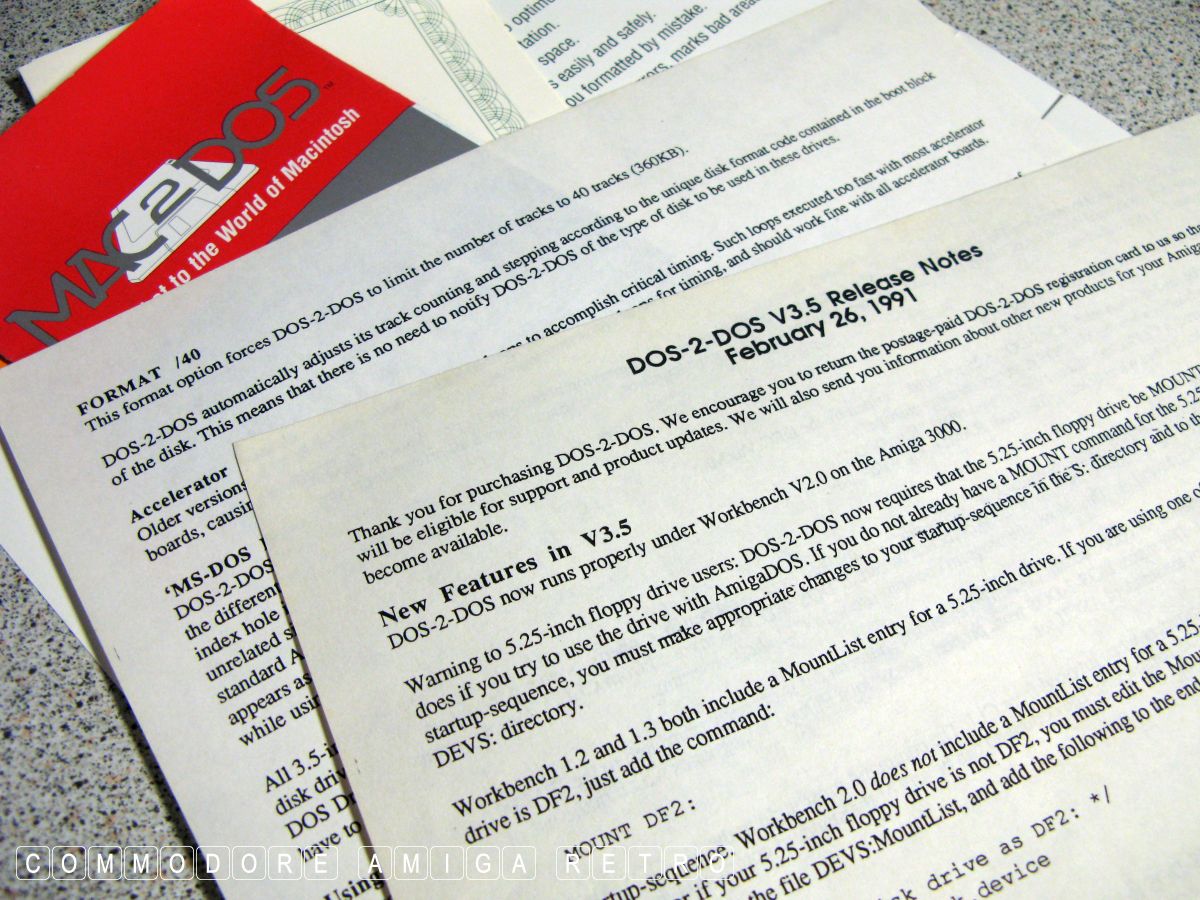 o optimi
tation.
space.
s easily and safely.
ou formatted by mistake.
rors, marks bad areas
MAC2DOS™
to the World of Macintosh
FORMAT /40
This format option forces DOS-2-DOS to limit the number of tracks to 40 tracks (360KB).
DOS-2-DOS automatically adjusts its track counting and stepping according to the unique disk format code contained in the boot block
of the disk. This means that there is no need to notify DOS-2-DOS of the type of disk to be used in these drives.
Accelerator
Older versions to accomplish critical timing. Such loops executed too fast with most accelerator
boards, causin for timing, and should work fine with all accelerator boards.
'MS-DOS
DOS-2-DOS
the different
index hole i
unrelated s
standard A
appears as
while usin
All 3.5-i
disk driv
DOS Dr
have to
Using
DOS-2-DOS V3.5 Release Notes
February 26, 1991
Thank you for purchasing DOS-2-DOS. We encourage you to return the postage-paid DOS-2-DOS registration card to us so tha
will be eligible for support and product updates. We will also send you information about other new products for your Amiga
become available.
New Features in V3.5
DOS-2-DOS now runs properly under Workbench V2.0 on the Amiga 3000.
Warning to 5.25-inch floppy drive users: DOS-2-DOS now requires that the 5.25-inch floppy drive be MOUNT
does if you try to use the drive with AmigaDOS. If you do not already have a MOUNT command for the 5.25
startup-sequence, you must make appropriate changes to your startup-sequence in the S: directory and to th
DEVS: directory.
Workbench 1.2 and 1.3 both include a MountList entry for a 5.25-inch drive. If you are using one of
drive is DF2, just add the command:
MOUNT DF2:
rtup-sequence. Workbench 2.0 does not include a MountList entry for a 5.25-
or if your 5.25-inch floppy drive is not DF2, you must edit the Moun
the file DEVS:MountList, and add the following to the end
sk drive as DF2: */
k.device
COMMODORE AMIGA RETRO